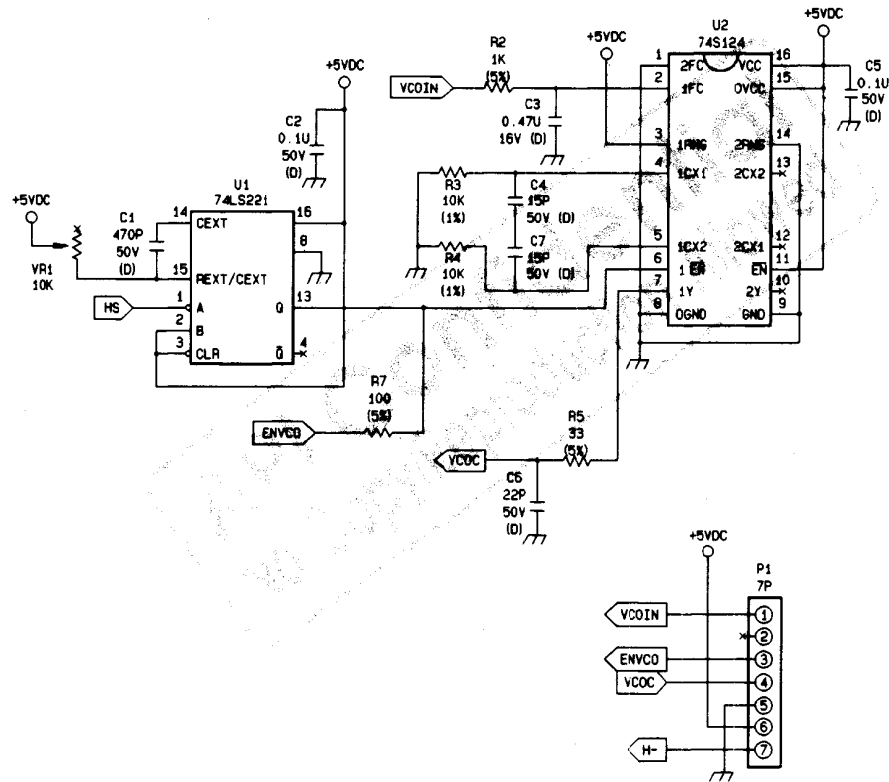 +5VDC
C2
0.1U
50V
(D)
+5VDC
C1
470P
50V
(D)
VR1
10K
U1
74LS221
14
CEXT
16
8
15
REXT/CEXT
HS
1
A
Q
13
2
B
3
CLR
Q
4
R7
100
(5%)
ENVCO
VCOIN
R2
1K
(5%)
C3
0.47U
16V (D)
+5VDC
U2
74S124
+5VDC
C5
0.1U
50V
(D)
1
2FC
VCC
16
2
1FC
OVCC
15
3
1RNG
2RNG
14
4
1CX1
2CX2
13
5
1CX2
2CX1
12
6
1 EN
EN
11
7
1Y
2Y
10
8
OGND
GND
9
R3
10K
(1%)
C4
15P
50V (D)
R4
10K
(1%)
C7
15P
50V (D)
R5
33
(5%)
VCOC
C6
22P
50V
(D)
+5VDC
P1
7P
VCOIN
1
2
ENVCO
3
VCOC
4
5
6
H-
7